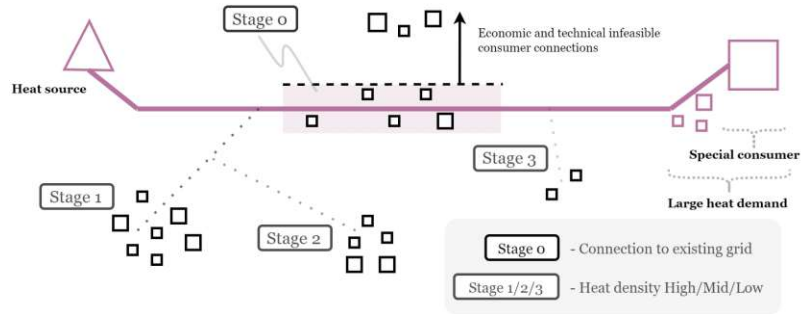 Stage 0
Economic and technical infeasible
consumer connections
Heat source
Stage 3
Special consumer
Stage 1
Large heat demand
Stage 2
Stage 0 - Connection to existing grid
Stage 1/2/3 - Heat density High/Mid/Low